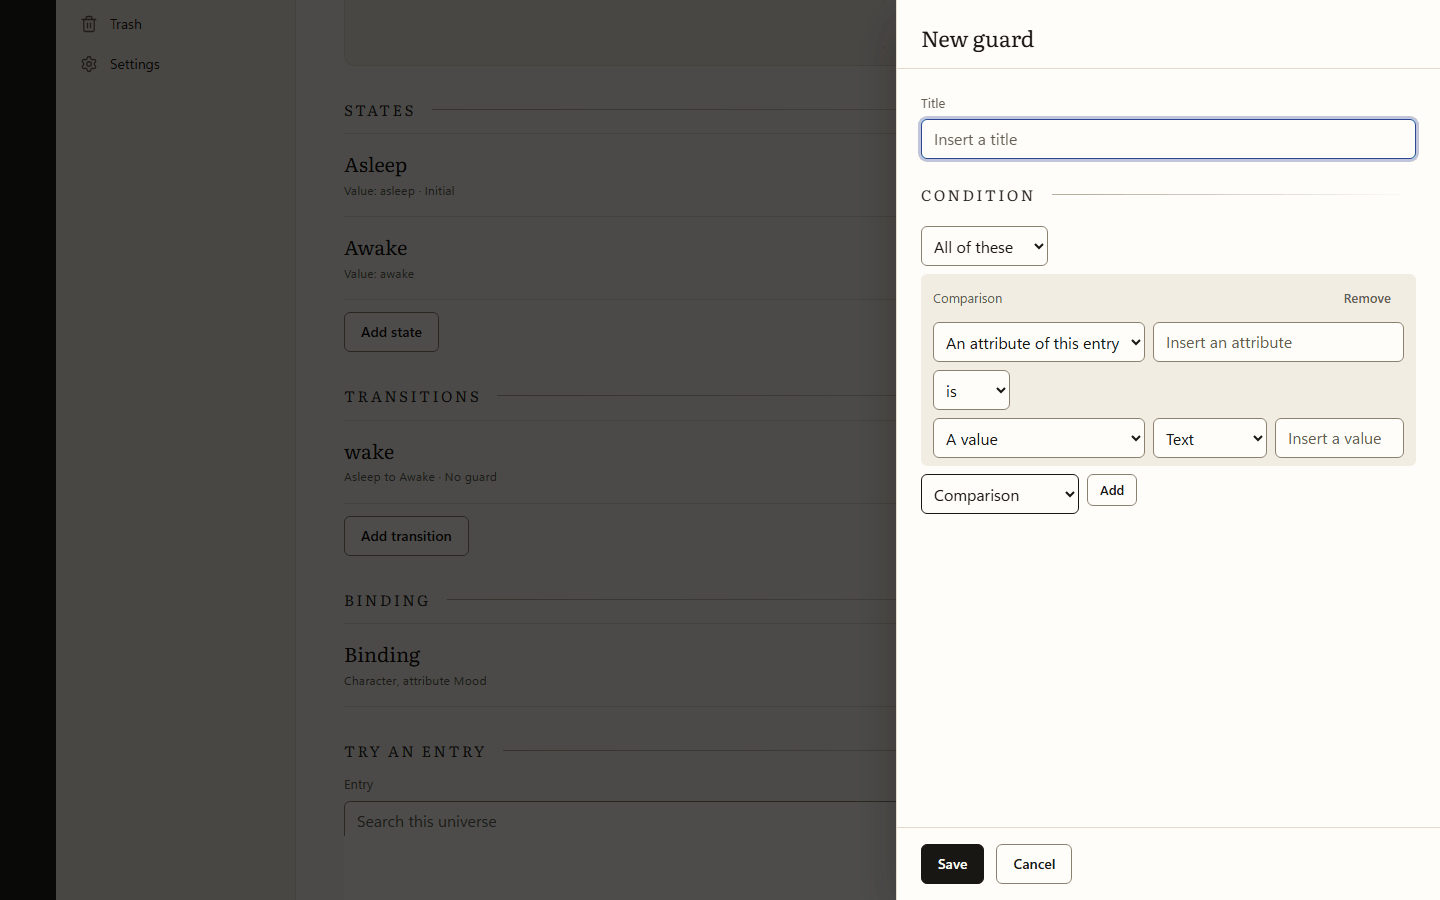 Trash
Settings
STATES
Asleep
Value: asleep · Initial
Awake
Value: awake
Add state
TRANSITIONS
wake
Asleep to Awake · No guard
Add transition
BINDING
Binding
Character, attribute Mood
TRY AN ENTRY
Entry
Search this universe
New guard
Title
Insert a title
CONDITION
All of these
Comparison
Remove
An attribute of this entry
Insert an attribute
is
A value
Text
Insert a value
Comparison
Add
Save
Cancel